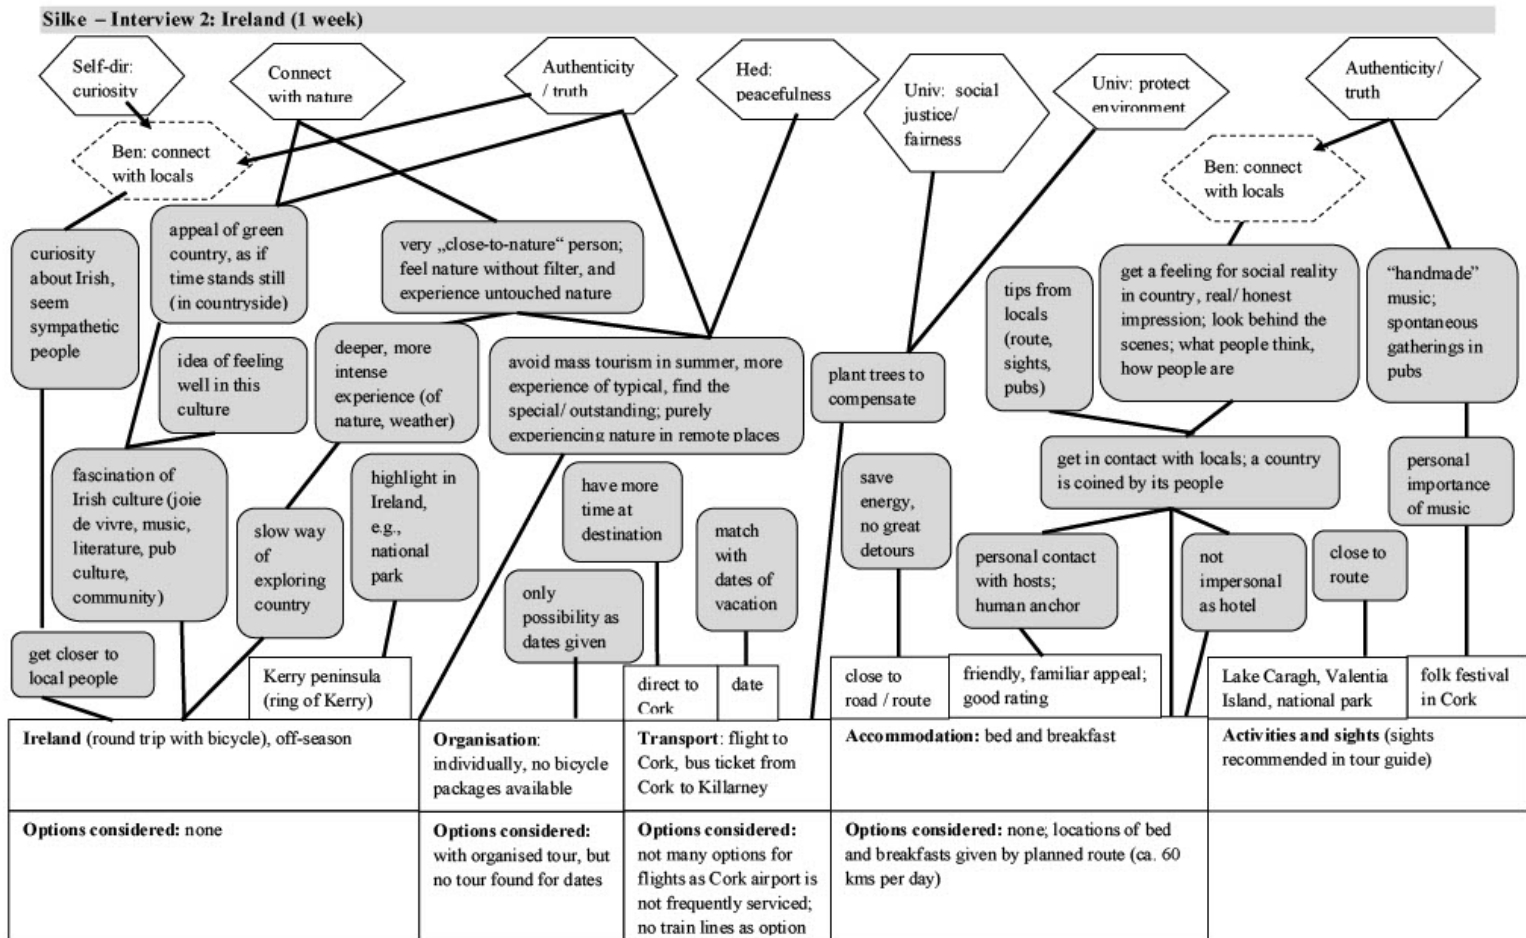 Silke – Interview 2: Ireland (1 week)
Self-dir:
curiosity
Connect
with nature
Authenticity
/ truth
Hed:
peacefulness
Univ: social
justice/
fairness
Univ: protect
environment
Authenticity/
truth
Ben: connect
with locals
Ben: connect
with locals
curiosity
about Irish,
seem
sympathetic
people
appeal of green
country, as if
time stands still
(in countryside)
very „close-to-nature“ person;
feel nature without filter, and
experience untouched nature
tips from
locals
(route,
sights,
pubs)
get a feeling for social reality
in country, real/ honest
impression; look behind the
scenes; what people think,
how people are
“handmade”
music;
spontaneous
gatherings in
pubs
idea of feeling
well in this
culture
deeper, more
intense
experience (of
nature, weather)
avoid mass tourism in summer, more
experience of typical, find the
special/ outstanding; purely
experiencing nature in remote places
plant trees to
compensate
fascination of
Irish culture (joie
de vivre, music,
literature, pub
culture,
community)
slow way
of
exploring
country
highlight in
Ireland,
e.g.,
national
park
have more
time at
destination
only
possibility as
dates given
match
with
dates of
vacation
save
energy,
no great
detours
get in contact with locals; a country
is coined by its people
personal
importance
of music
personal contact
with hosts;
human anchor
not
impersonal
as hotel
close to
route
get closer to
local people
Kerry peninsula
(ring of Kerry)
direct to
Cork
date
close to
road / route
friendly, familiar appeal;
good rating
Lake Caragh, Valentia
Island, national park
folk festival
in Cork
Ireland (round trip with bicycle), off-season
Organisation:
individually, no bicycle
packages available
Transport: flight to
Cork, bus ticket from
Cork to Killarney
Accommodation: bed and breakfast
Activities and sights (sights
recommended in tour guide)
Options considered: none
Options considered:
with organised tour, but
no tour found for dates
Options considered:
not many options for
flights as Cork airport is
not frequently serviced;
no train lines as option
Options considered: none; locations of bed
and breakfasts given by planned route (ca. 60
kms per day)